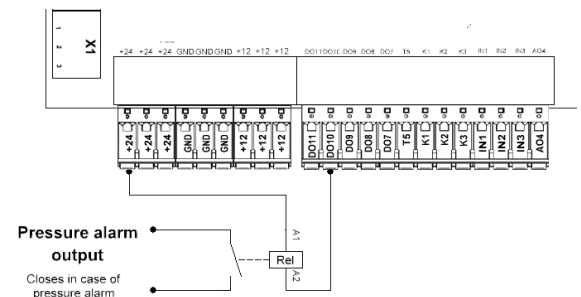 1
2
3
X1
+24 +24 +24 GND GND GND +12 +12 +12 DO11 DO10 DO9 DO8 DO7 T5 K1 K2 K3 IN1 IN2 IN3 AO4
+24 +24 +24 GND GND GND +12 +12 +12 DO11 DO10 DO9 DO8 DO7 T5 K1 K2 K3 IN1 IN2 IN3 AO4
Pressure alarm
output
Closes in case of
pressure alarm
A1
Rel
A2